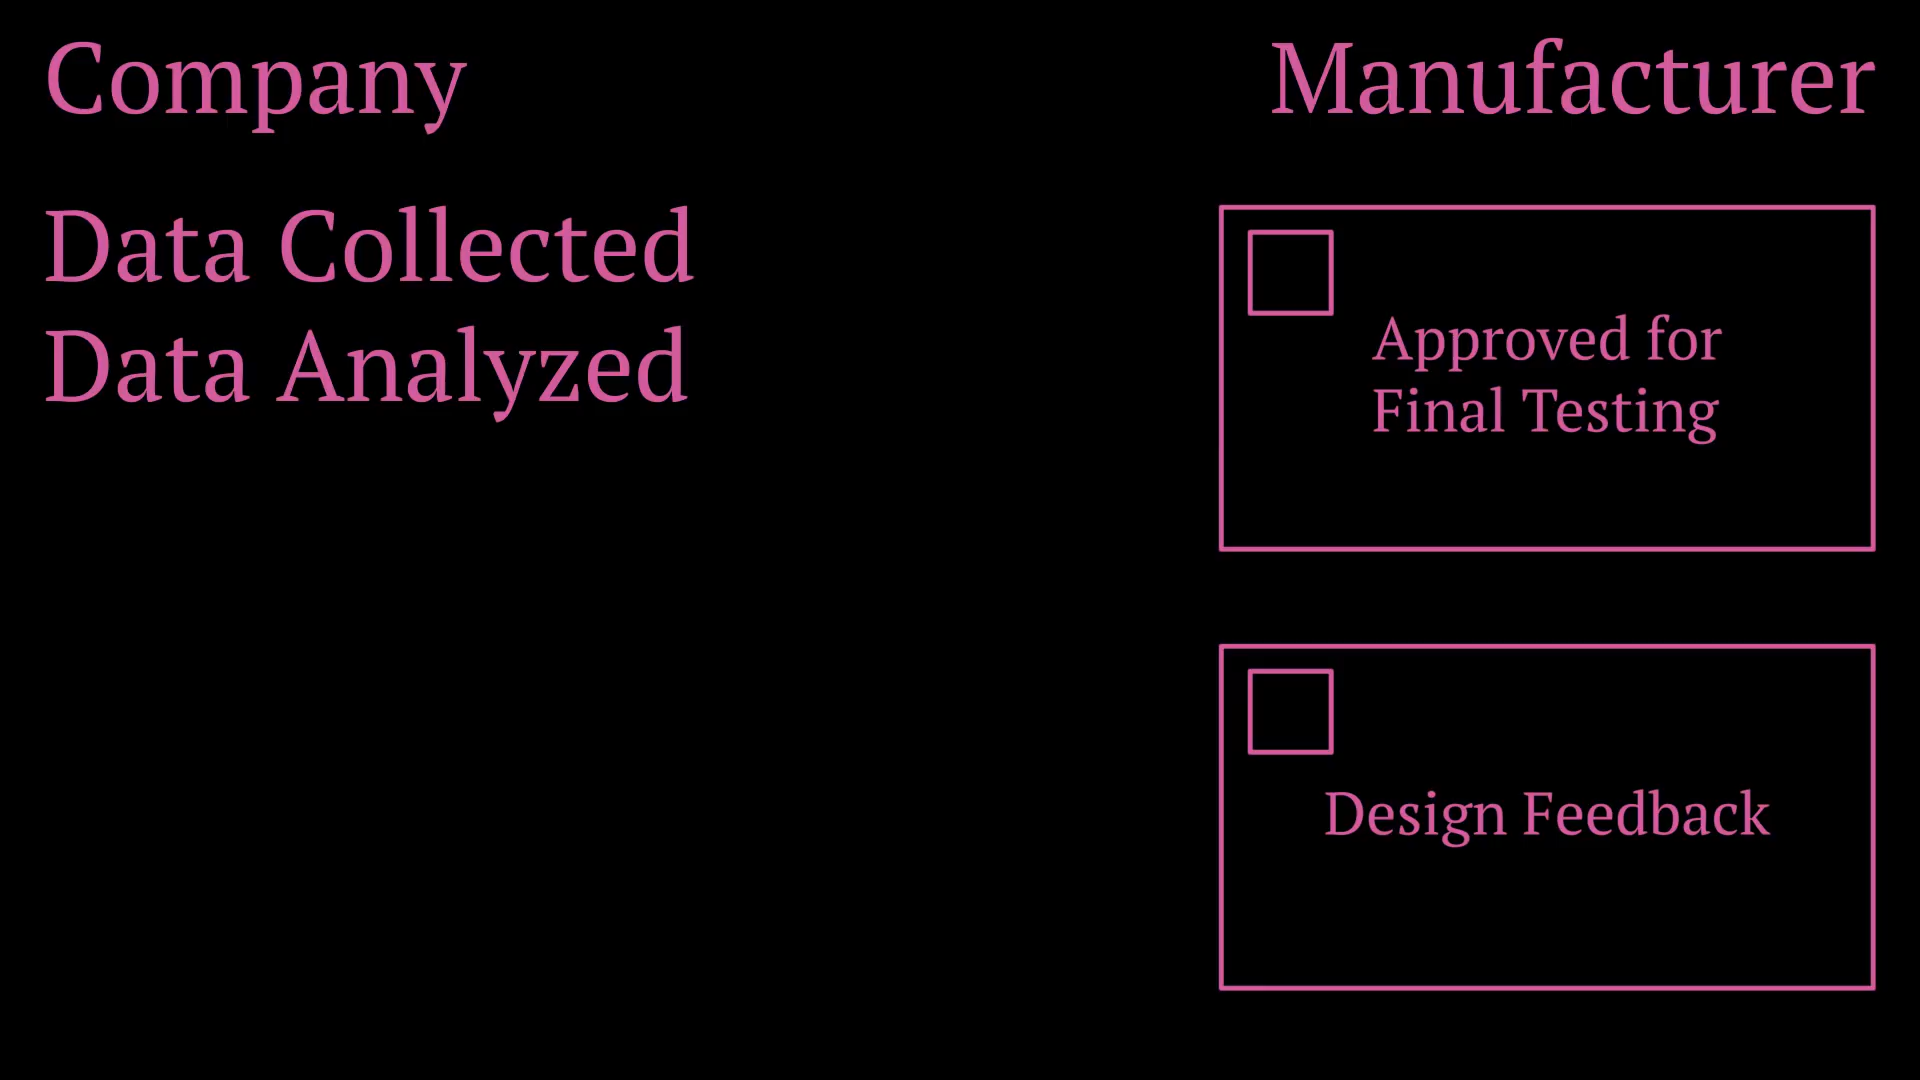 Company
Manufacturer
Data Collected
Data Analyzed
Approved for
Final Testing
Design Feedback